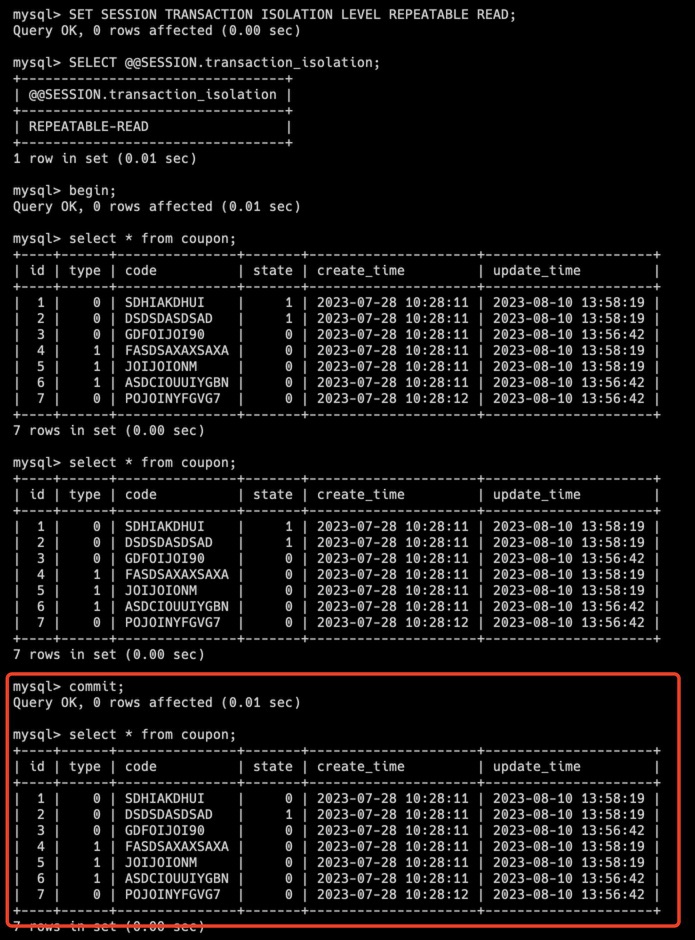 mysql> SET SESSION TRANSACTION ISOLATION LEVEL REPEATABLE READ;
Query OK, 0 rows affected (0.00 sec)
mysql> SELECT @@SESSION.transaction_isolation;
+---------------------------------+
| @@SESSION.transaction_isolation |
+---------------------------------+
| REPEATABLE-READ                 |
+---------------------------------+
1 row in set (0.01 sec)
mysql> begin;
Query OK, 0 rows affected (0.01 sec)
mysql> select * from coupon;
+----+------+---------------+-------+---------------------+---------------------+
| id | type | code          | state | create_time         | update_time         |
+----+------+---------------+-------+---------------------+---------------------+
|  1 |    0 | SDHIAKDHUI    |     1 | 2023-07-28 10:28:11 | 2023-08-10 13:58:19 |
|  2 |    0 | DSDSDASDSAD   |     1 | 2023-07-28 10:28:11 | 2023-08-10 13:58:19 |
|  3 |    0 | GDFOIJOI90    |     0 | 2023-07-28 10:28:11 | 2023-08-10 13:56:42 |
|  4 |    1 | FASDSAXAXSAXA |     0 | 2023-07-28 10:28:11 | 2023-08-10 13:58:19 |
|  5 |    1 | JOIJOIONM     |     0 | 2023-07-28 10:28:11 | 2023-08-10 13:58:19 |
|  6 |    1 | ASDCIOUUIYGBN |     0 | 2023-07-28 10:28:11 | 2023-08-10 13:56:42 |
|  7 |    0 | POJOINYFGVG7  |     0 | 2023-07-28 10:28:12 | 2023-08-10 13:56:42 |
+----+------+---------------+-------+---------------------+---------------------+
7 rows in set (0.00 sec)
mysql> select * from coupon;
+----+------+---------------+-------+---------------------+---------------------+
| id | type | code          | state | create_time         | update_time         |
+----+------+---------------+-------+---------------------+---------------------+
|  1 |    0 | SDHIAKDHUI    |     1 | 2023-07-28 10:28:11 | 2023-08-10 13:58:19 |
|  2 |    0 | DSDSDASDSAD   |     1 | 2023-07-28 10:28:11 | 2023-08-10 13:58:19 |
|  3 |    0 | GDFOIJOI90    |     0 | 2023-07-28 10:28:11 | 2023-08-10 13:56:42 |
|  4 |    1 | FASDSAXAXSAXA |     0 | 2023-07-28 10:28:11 | 2023-08-10 13:58:19 |
|  5 |    1 | JOIJOIONM     |     0 | 2023-07-28 10:28:11 | 2023-08-10 13:58:19 |
|  6 |    1 | ASDCIOUUIYGBN |     0 | 2023-07-28 10:28:11 | 2023-08-10 13:56:42 |
|  7 |    0 | POJOINYFGVG7  |     0 | 2023-07-28 10:28:12 | 2023-08-10 13:56:42 |
+----+------+---------------+-------+---------------------+---------------------+
7 rows in set (0.00 sec)
mysql> commit;
Query OK, 0 rows affected (0.01 sec)
mysql> select * from coupon;
+----+------+---------------+-------+---------------------+---------------------+
| id | type | code          | state | create_time         | update_time         |
+----+------+---------------+-------+---------------------+---------------------+
|  1 |    0 | SDHIAKDHUI    |     0 | 2023-07-28 10:28:11 | 2023-08-10 13:58:19 |
|  2 |    0 | DSDSDASDSAD   |     1 | 2023-07-28 10:28:11 | 2023-08-10 13:58:19 |
|  3 |    0 | GDFOIJOI90    |     0 | 2023-07-28 10:28:11 | 2023-08-10 13:56:42 |
|  4 |    1 | FASDSAXAXSAXA |     0 | 2023-07-28 10:28:11 | 2023-08-10 13:58:19 |
|  5 |    1 | JOIJOIONM     |     0 | 2023-07-28 10:28:11 | 2023-08-10 13:58:19 |
|  6 |    1 | ASDCIOUUIYGBN |     0 | 2023-07-28 10:28:11 | 2023-08-10 13:56:42 |
|  7 |    0 | POJOINYFGVG7  |     0 | 2023-07-28 10:28:12 | 2023-08-10 13:56:42 |
+----+------+---------------+-------+---------------------+---------------------+
7 rows in set (0.00 sec)